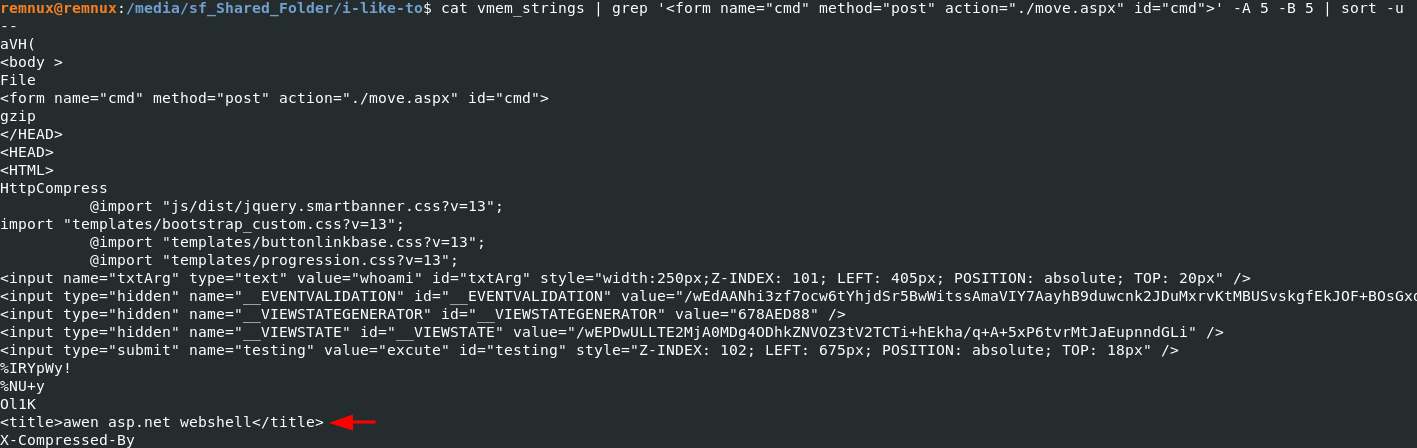 remnux@remnux:/media/sf_Shared_Folder/i-like-to$ cat vmem_strings | grep '<form name="cmd" method="post" action="./move.aspx" id="cmd">' -A 5 -B 5 | sort -u
--
aVH(
<body >
File
<form name="cmd" method="post" action="./move.aspx" id="cmd">
gzip
</HEAD>
<HEAD>
<HTML>
HttpCompress
          @import "js/dist/jquery.smartbanner.css?v=13";
import "templates/bootstrap_custom.css?v=13";
          @import "templates/buttonlinkbase.css?v=13";
          @import "templates/progression.css?v=13";
<input name="txtArg" type="text" value="whoami" id="txtArg" style="width:250px;Z-INDEX: 101; LEFT: 405px; POSITION: absolute; TOP: 20px" />
<input type="hidden" name="__EVENTVALIDATION" id="__EVENTVALIDATION" value="/wEdAANhi3zf7ocw6tYhjdSr5BwWitssAmaVIY7AayhB9duwcnk2JDuMxrvKtMBUSvskgfEkJOF+BOsGxo
<input type="hidden" name="__VIEWSTATEGENERATOR" id="__VIEWSTATEGENERATOR" value="678AED88" />
<input type="hidden" name="__VIEWSTATE" id="__VIEWSTATE" value="/wEPDwULLTE2MjA0MDg4ODhkZNVOZ3tV2TCTi+hEkha/q+A+5xP6tvrMtJaEupnndGLi" />
<input type="submit" name="testing" value="excute" id="testing" style="Z-INDEX: 102; LEFT: 675px; POSITION: absolute; TOP: 18px" />
%IRYpWy!
%NU+y
Ol1K
<title>awen asp.net webshell</title>
X-Compressed-By